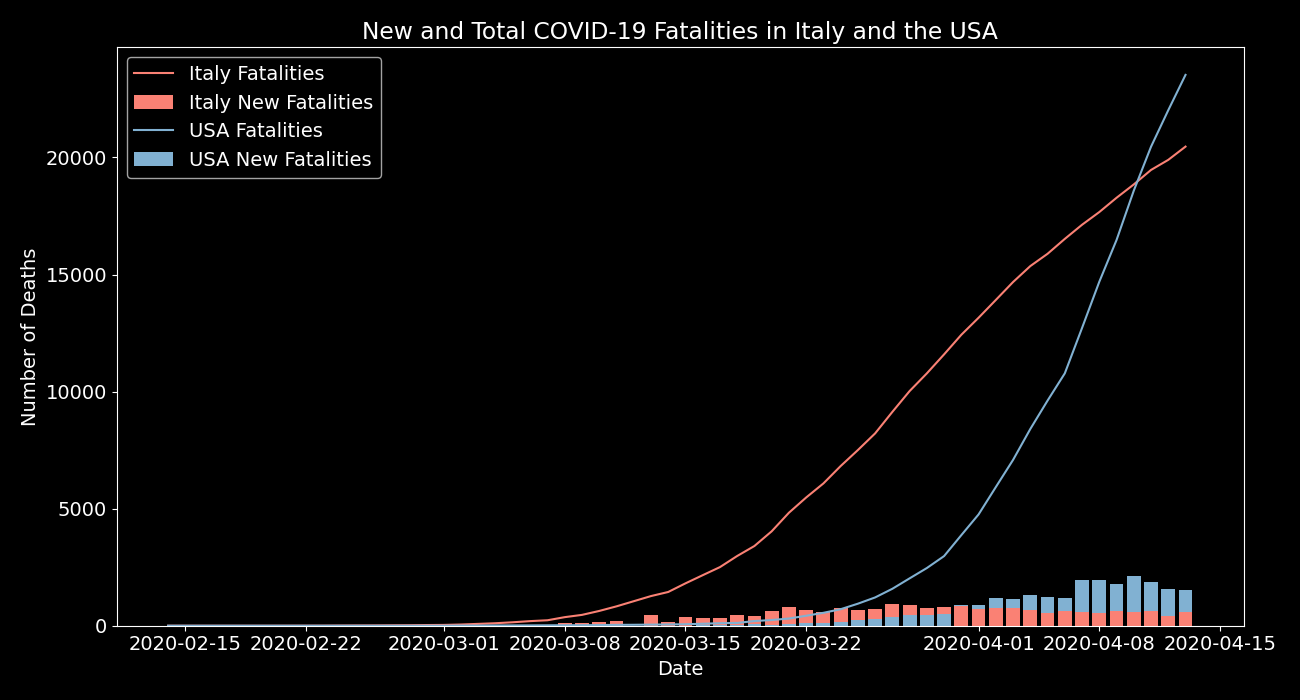 New and Total COVID-19 Fatalities in Italy and the USA
Italy Fatalities
Italy New Fatalities
USA Fatalities
USA New Fatalities
Number of Deaths
20000
15000
10000
5000
0
2020-02-15 2020-02-22 2020-03-01 2020-03-08 2020-03-15 2020-03-22 2020-04-01 2020-04-08 2020-04-15
Date